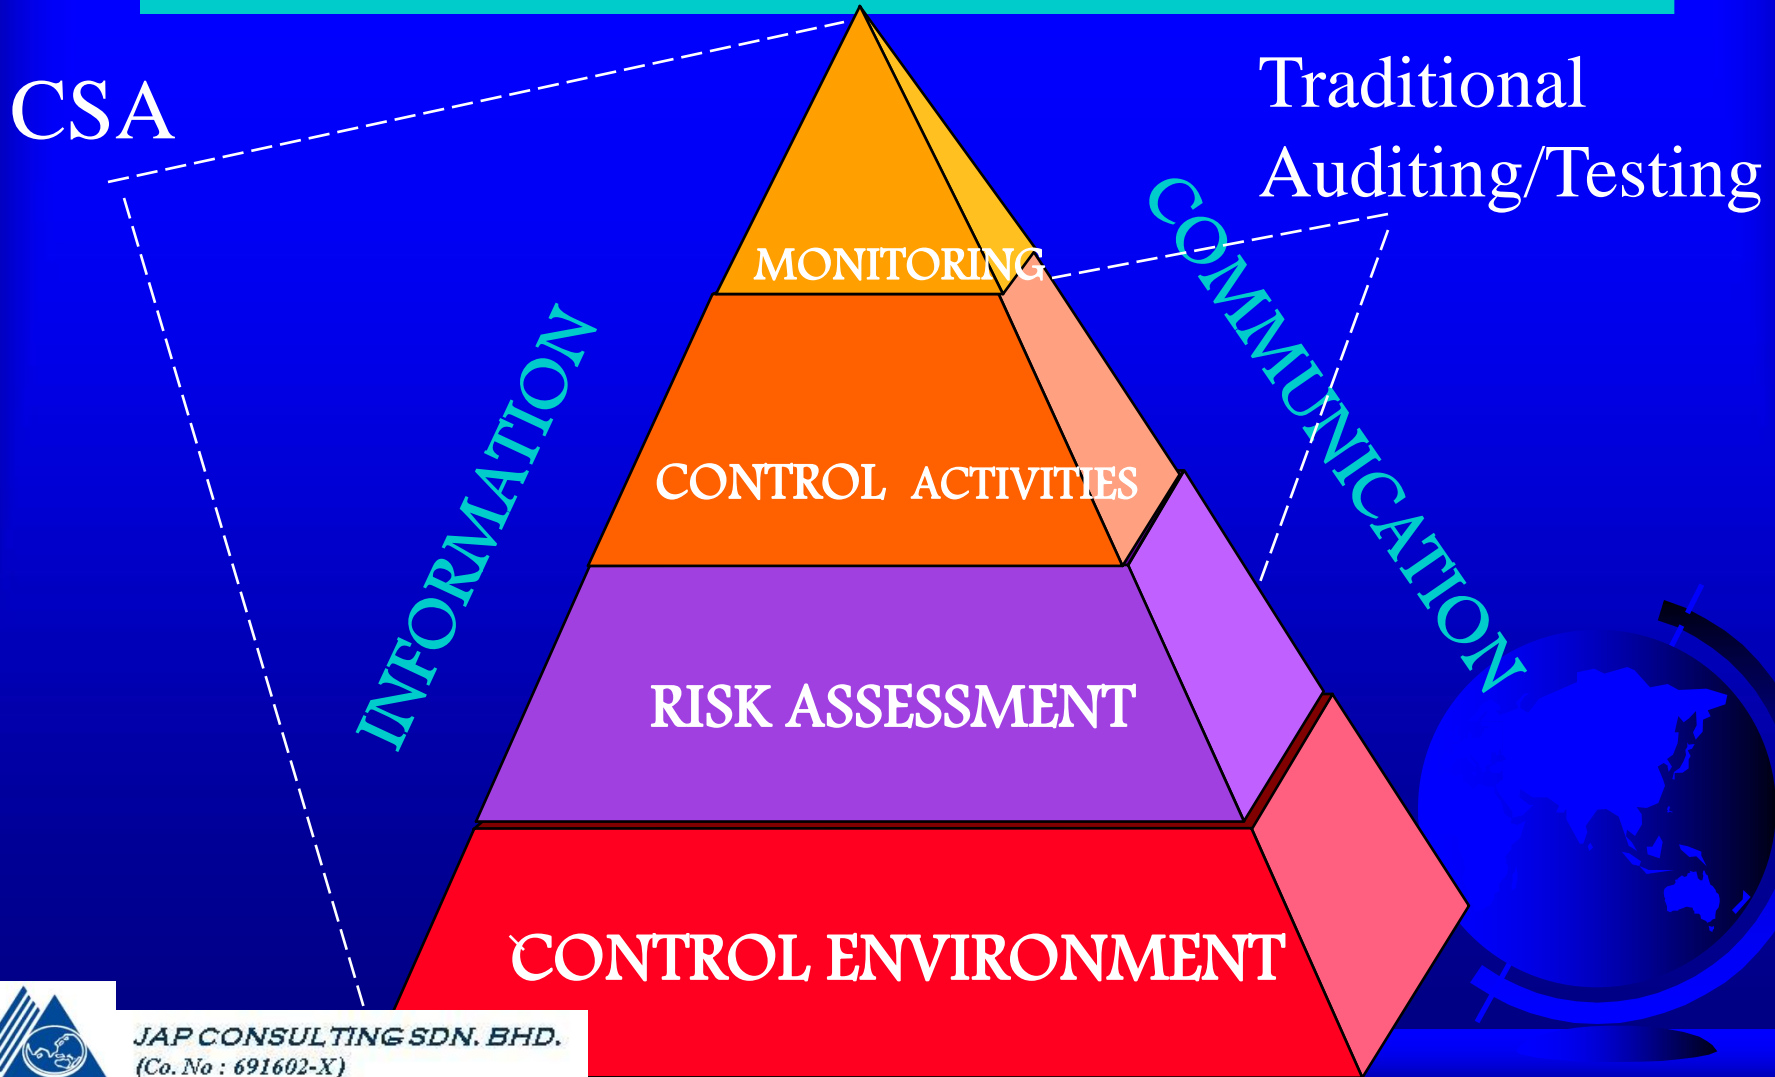 CSA
Traditional
Auditing/Testing
MONITORING
INFORMATION
COMMUNICATION
CONTROL ACTIVITIES
RISK ASSESSMENT
CONTROL ENVIRONMENT
JAP CONSULTING SDN. BHD.
(Co. No : 691602-X)